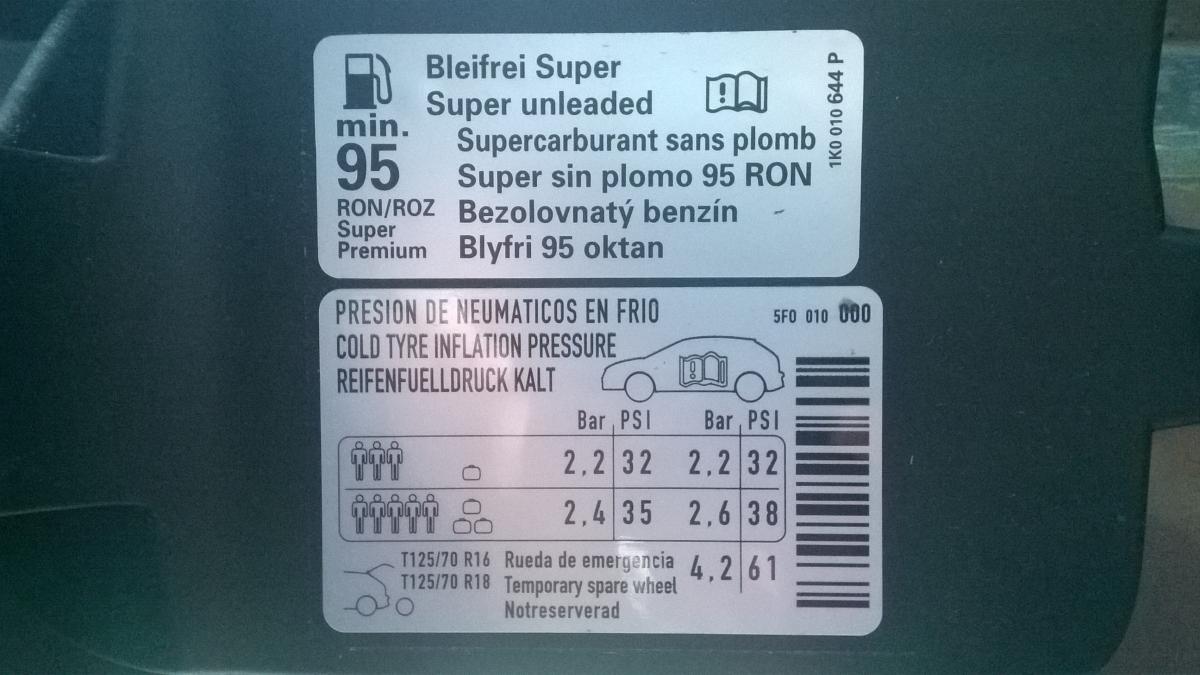 Bleifrei Super
Super unleaded
Supercarburant sans plomb
Super sin plomo 95 RON
Bezolovnatý benzín
Blyfri 95 oktan
min.
95
RON/ROZ
Super
Premium
1K0 010 644 P
PRESION DE NEUMATICOS EN FRIO
5F0 010 000
COLD TYRE INFLATION PRESSURE
REIFENFUELLDRUCK KALT
Bar PSI Bar PSI
2,2 32 2,2 32
2,4 35 2,6 38
T125/70 R16
T125/70 R18
Rueda de emergencia
Temporary spare wheel
Notreserverad
4,2 61